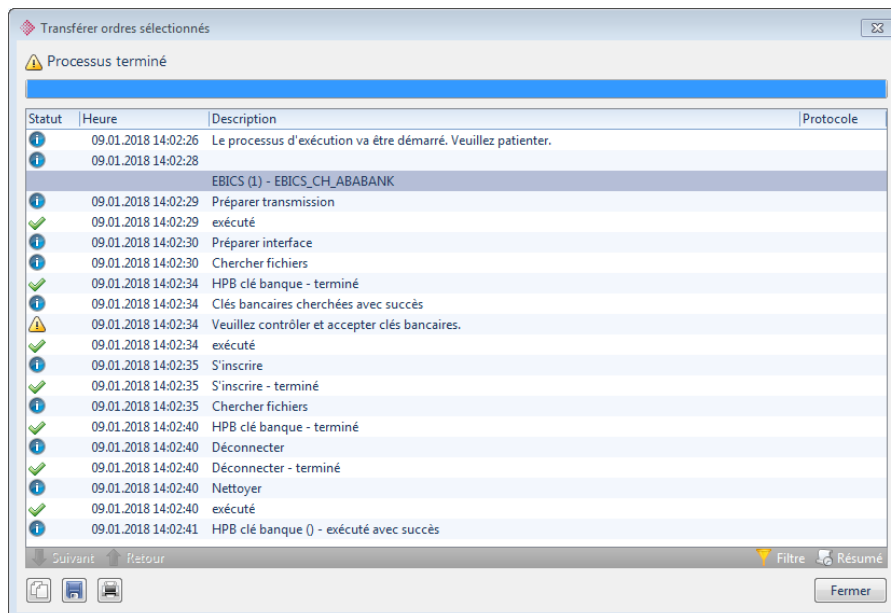 Transférer ordres sélectionnés
Processus terminé
Statut Heure Description Protocole
09.01.2018 14:02:26 Le processus d'exécution va être démarré. Veuillez patienter.
09.01.2018 14:02:28
EBICS (1) - EBICS_CH_ABABANK
09.01.2018 14:02:29 Préparer transmission
09.01.2018 14:02:29 exécuté
09.01.2018 14:02:30 Préparer interface
09.01.2018 14:02:30 Chercher fichiers
09.01.2018 14:02:34 HPB clé banque - terminé
09.01.2018 14:02:34 Clés bancaires cherchées avec succès
09.01.2018 14:02:34 Veuillez contrôler et accepter clés bancaires.
09.01.2018 14:02:34 exécuté
09.01.2018 14:02:35 S'inscrire
09.01.2018 14:02:35 S'inscrire - terminé
09.01.2018 14:02:35 Chercher fichiers
09.01.2018 14:02:40 HPB clé banque - terminé
09.01.2018 14:02:40 Déconnecter
09.01.2018 14:02:40 Déconnecter - terminé
09.01.2018 14:02:40 Nettoyer
09.01.2018 14:02:40 exécuté
09.01.2018 14:02:41 HPB clé banque () - exécuté avec succès
Suivant Retour Filtre Résumé
Fermer